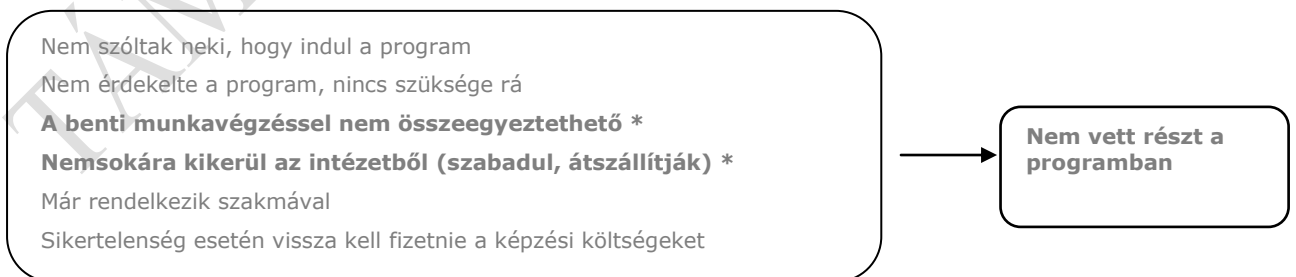 Nem szóltak neki, hogy indul a program
Nem érdekelte a program, nincs szüksége rá
A benti munkavégzéssel nem összeegyeztethető *
Nemsokára kikerül az intézetből (szabadul, átszállítják) *
Már rendelkezik szakmával
Sikertelenség esetén vissza kell fizetnie a képzési költségeket
Nem vett részt a
programban
TÁM